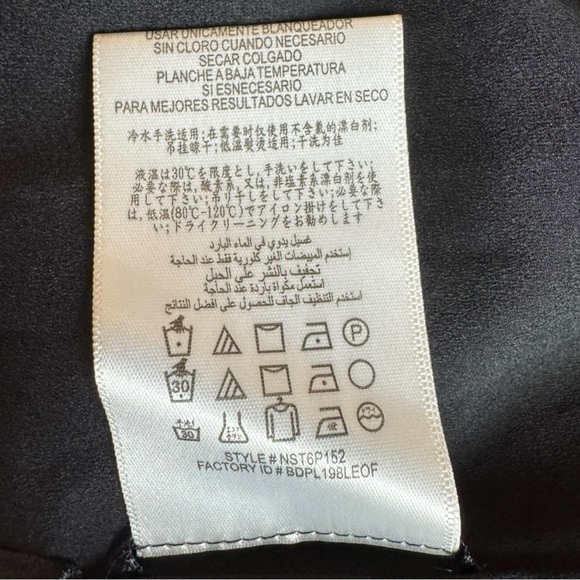 USAR UNICAMENTE BLANQUEADOR
SIN CLORO CUANDO NECESARIO
SECAR COLGADO
PLANCHE A BAJA TEMPERATURA
SI ESNECESARIO
PARA MEJORES RESULTADOS LAVAR EN SECO
冷水手洗适用;在需要时仅使用不含氯的漂白剂;
吊挂晾干;低温熨烫适用;干洗为佳
液温は30℃を限度とし,手洗いをして下さい;
必要な際は,酸素系,又は,非塩素系漂白剤を使
用して下さい;吊り干しをして下さい;必要な際
は,低温(80℃-120℃)でアイロン掛けをして下さ
い;ドライクリーニングをお勧めします
غسيل يدوي في الماء البارد
إستخدم المبيضات الغير كلورية فقط عند الحاجة
تجفيف بالنشر على الحبل
استعمل مكواة باردة عند الحاجة
استخدم التنظيف الجاف للحصول على افضل النتائج
P
30
30 低 ドライ
STYLE # NST6P152
FACTORY ID # BDPL198LEOF